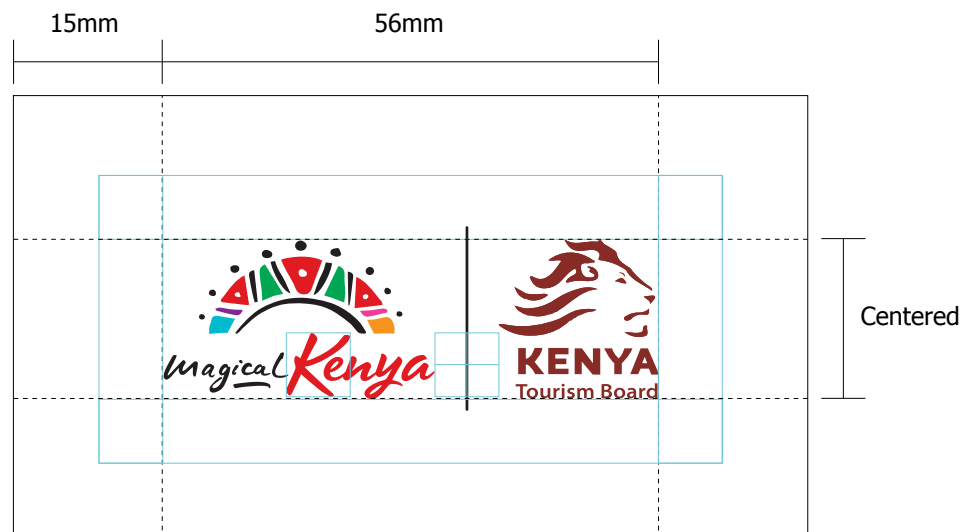 15mm
56mm
Centered
magical Kenya
KENYA
Tourism Board